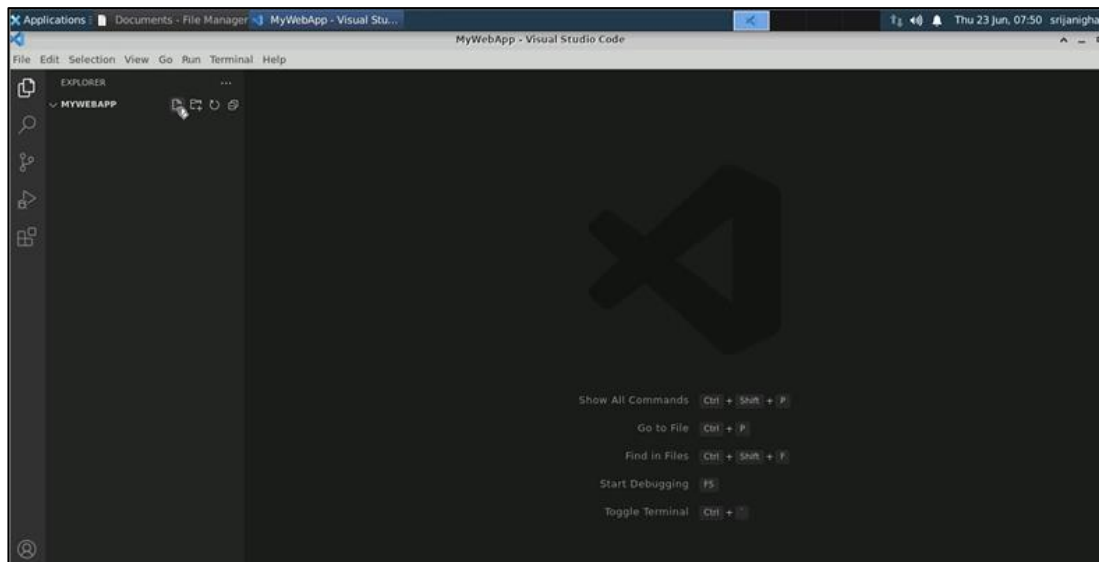 Applications Documents - File Manager MyWebApp - Visual Stu... Thu 23 Jun, 07:50 srijanigha
MyWebApp - Visual Studio Code
File Edit Selection View Go Run Terminal Help
EXPLORER ...
MYWEBAPP
Show All Commands Ctrl + Shift + P
Go to File Ctrl + P
Find in Files Ctrl + Shift + F
Start Debugging F5
Toggle Terminal Ctrl + `